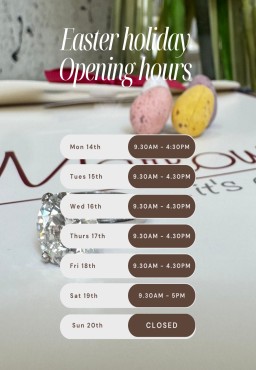 Easter holiday
Opening hours
Mon 14th 9.30AM - 4:30PM
Tues 15th 9.30AM - 4.30PM
Wed 16th 9.30AM - 4.30PM
Thurs 17th 9.30AM - 4.30PM
Fri 18th 9.30AM - 4.30PM
Sat 19th 9.30AM - 5PM
Sun 20th CLOSED
it's